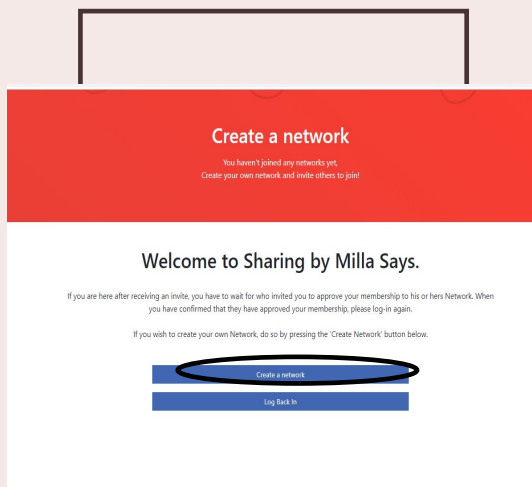 Create a network
You haven't joined any networks yet,
Create your own network and invite others to join!
Welcome to Sharing by Milla Says.
If you are here after receiving an invite, you have to wait for who invited you to approve your membership to his or hers Network. When
you have confirmed that they have approved your membership, please log-in again.
If you wish to create your own Network, do so by pressing the 'Create Network' button below.
Create a network
Log Back In